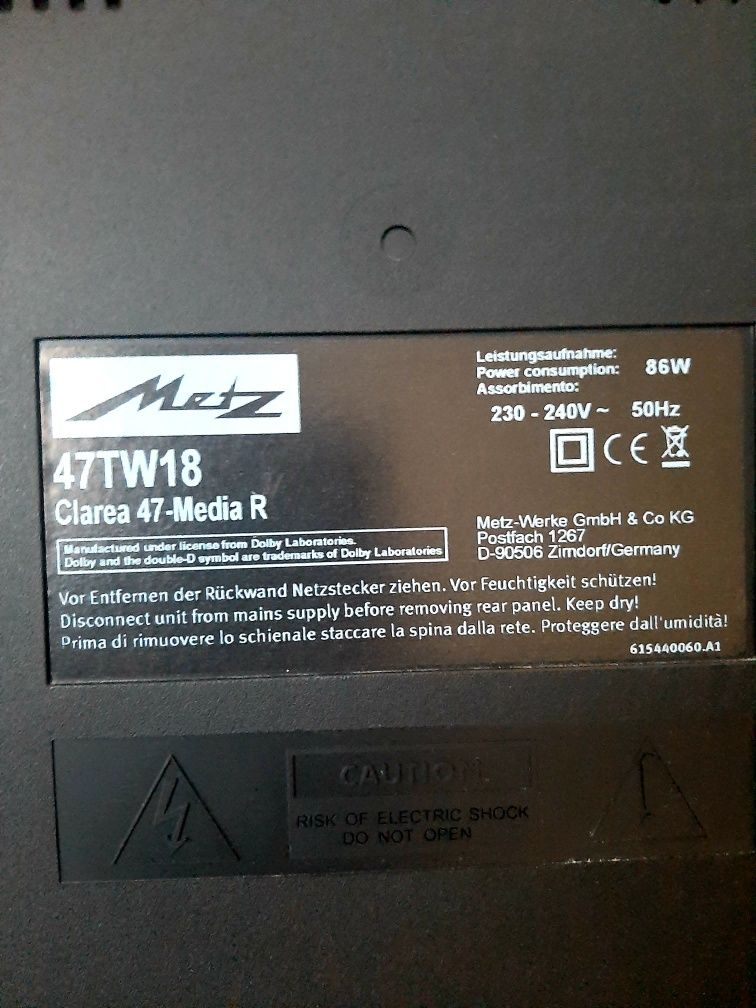 Metz
47TW18
Clarea 47-Media R
Manufactured under license from Dolby Laboratories.
Dolby and the double-D symbol are trademarks of Dolby Laboratories
Leistungsaufnahme:
Power consumption: 86W
Assorbimento:
230 - 240V ~ 50Hz
CE
Metz-Werke GmbH & Co KG
Postfach 1267
D-90506 Zirndorf/Germany
Vor Entfernen der Rückwand Netzstecker ziehen. Vor Feuchtigkeit schützen!
Disconnect unit from mains supply before removing rear panel. Keep dry!
Prima di rimuovere lo schienale staccare la spina dalla rete. Proteggere dall'umidità!
615440060.A1
CAUTION
RISK OF ELECTRIC SHOCK
DO NOT OPEN